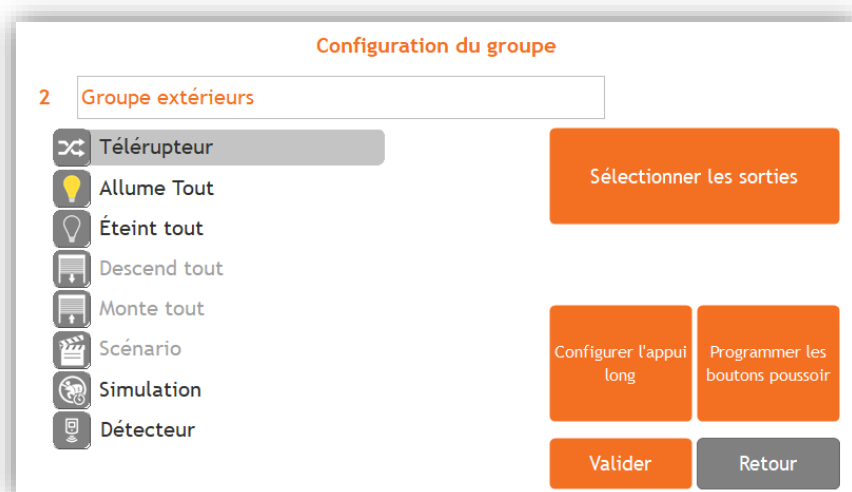 Configuration du groupe
2 Groupe extérieurs
Télérupteur
Allume Tout
Éteint tout
Descend tout
Monte tout
Scénario
Simulation
Détecteur
Sélectionner les sorties
Configurer l'appui
long
Programmer les
boutons poussoir
Valider
Retour